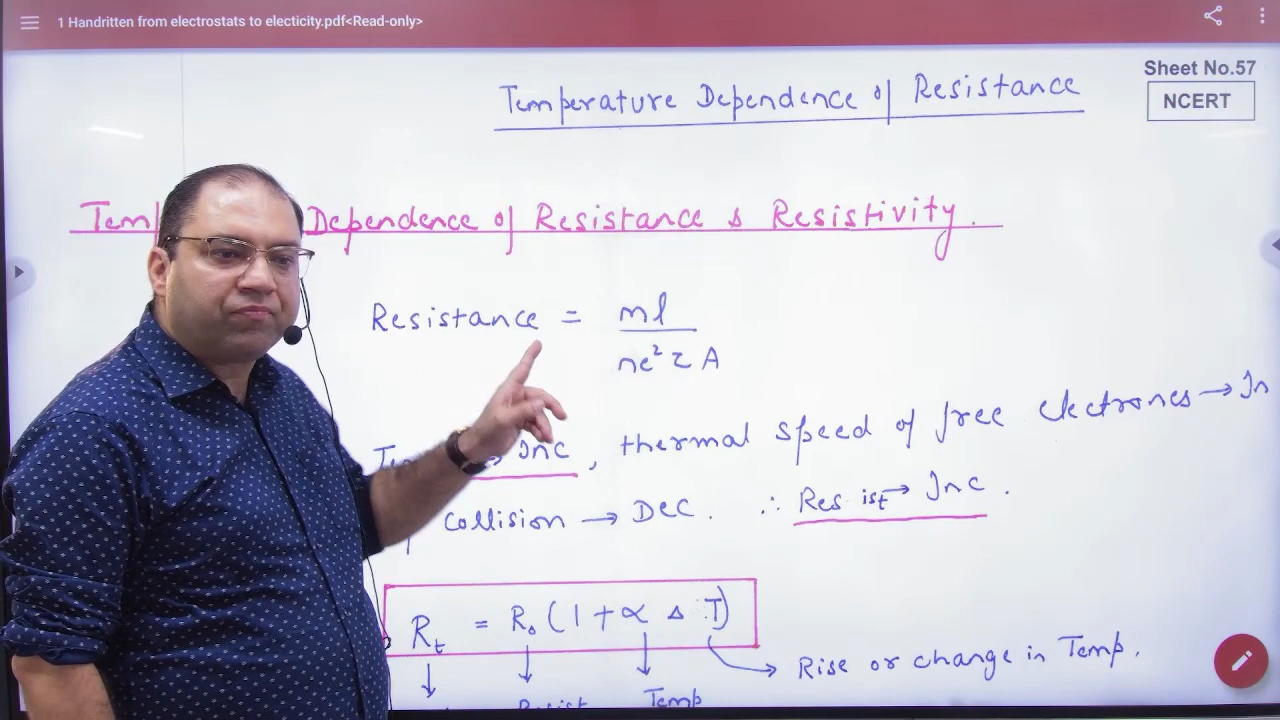 1 Handritten from electrostats to electicity.pdf<Read-only>
Sheet No.57
NCERT
Temperature Dependence of Resistance
Dependence of Resistance & Resistivity.
Resistance = ml / ne²τA
Inc, thermal speed of free electrones → In
collision → Dec. ∴ Resist → Inc.
Rt = R₀ (1 + α Δ T)
→ Rise or change in Temp.
Resist Temp